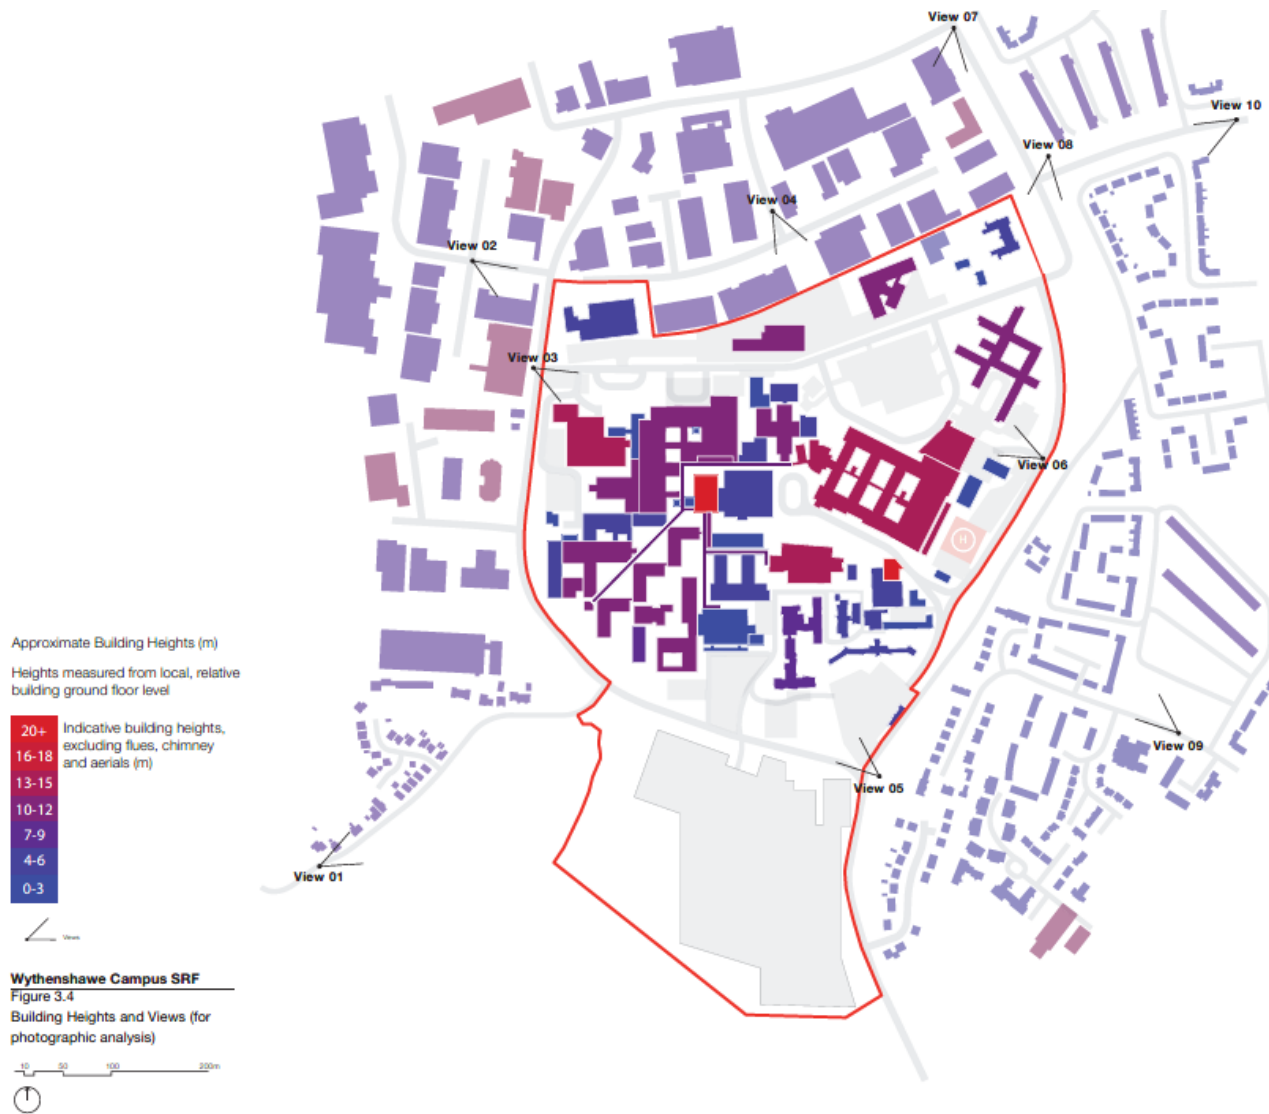 View 07
View 10
View 08
View 04
View 02
View 03
View 06
H
View 09
View 05
View 01
Approximate Building Heights (m)
Heights measured from local, relative
building ground floor level
20+
16-18
13-15
10-12
7-9
4-6
0-3
Indicative building heights,
excluding flues, chimney
and aerials (m)
Views
Wythenshawe Campus SRF
Figure 3.4
Building Heights and Views (for
photographic analysis)
10 50 100 200m